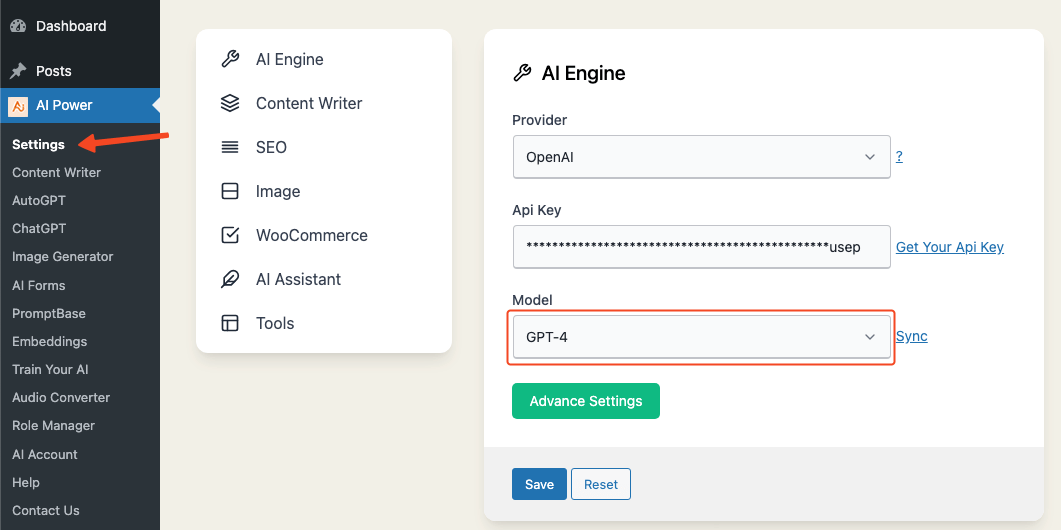 Dashboard
Posts
AI Power
Settings
Content Writer
AutoGPT
ChatGPT
Image Generator
AI Forms
PromptBase
Embeddings
Train Your AI
Audio Converter
Role Manager
AI Account
Help
Contact Us
AI Engine
Content Writer
SEO
Image
WooCommerce
AI Assistant
Tools
AI Engine
Provider
OpenAI ?
Api Key
***********************************************usep Get Your Api Key
Model
GPT-4 Sync
Advance Settings
Save Reset